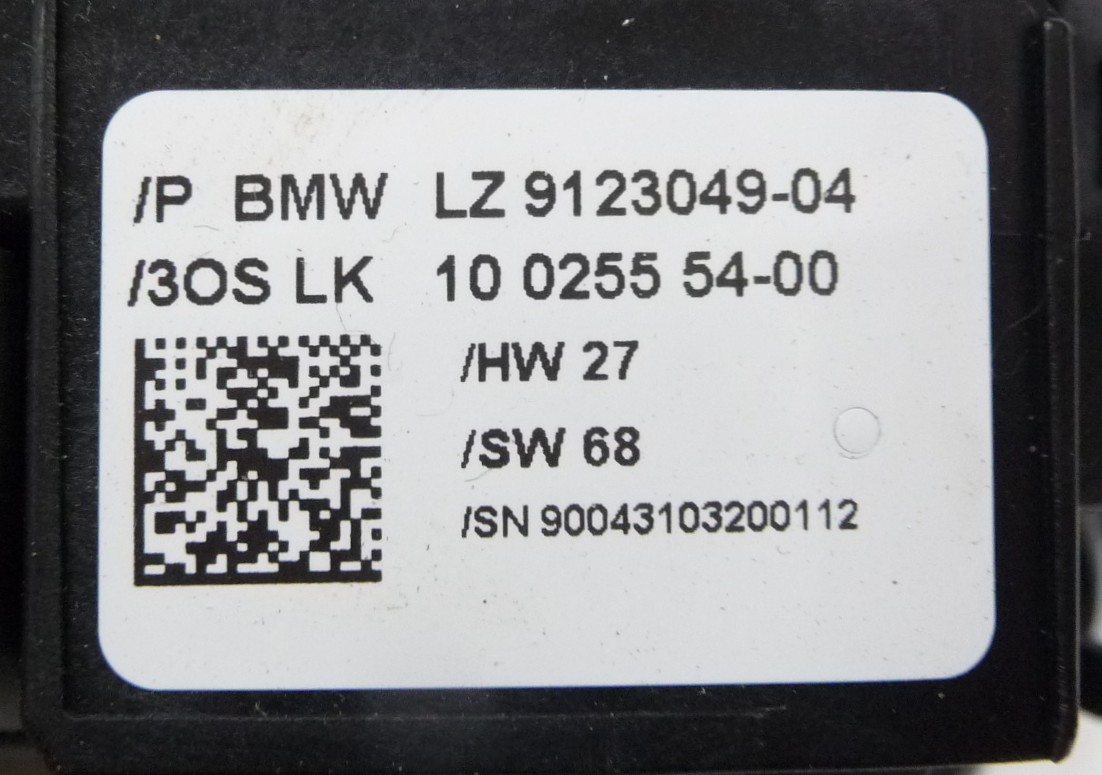 /P BMW LZ 9123049-04
/3OS LK 10 0255 54-00
/HW 27
/SW 68
/SN 90043103200112